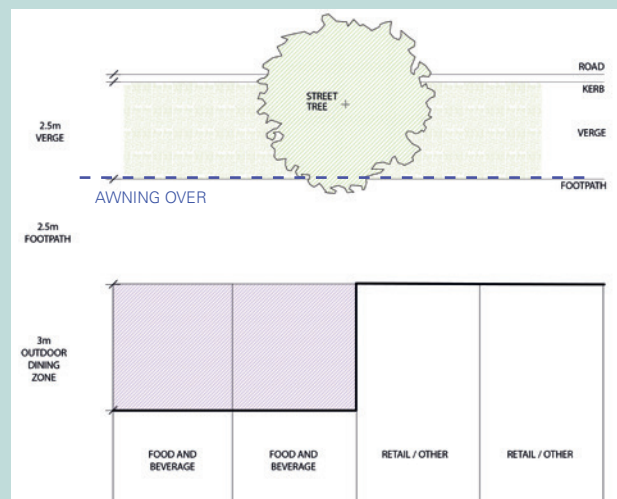 ROAD
KERB
STREET
TREE
2.5m
VERGE
VERGE
FOOTPATH
AWNING OVER
2.5m
FOOTPATH
3m
OUTDOOR
DINING
ZONE
FOOD AND
BEVERAGE
FOOD AND
BEVERAGE
RETAIL / OTHER
RETAIL / OTHER